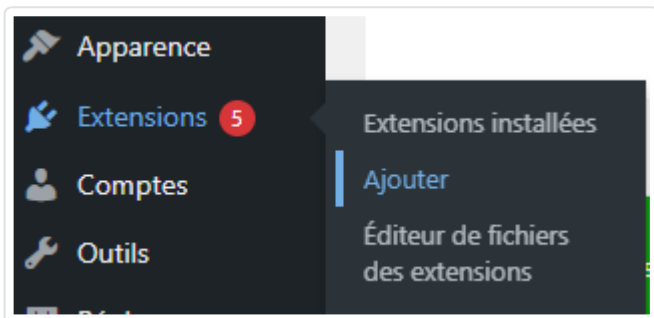 Apparence
Extensions 5
Comptes
Outils
Extensions installées
Ajouter
Éditeur de fichiers
des extensions